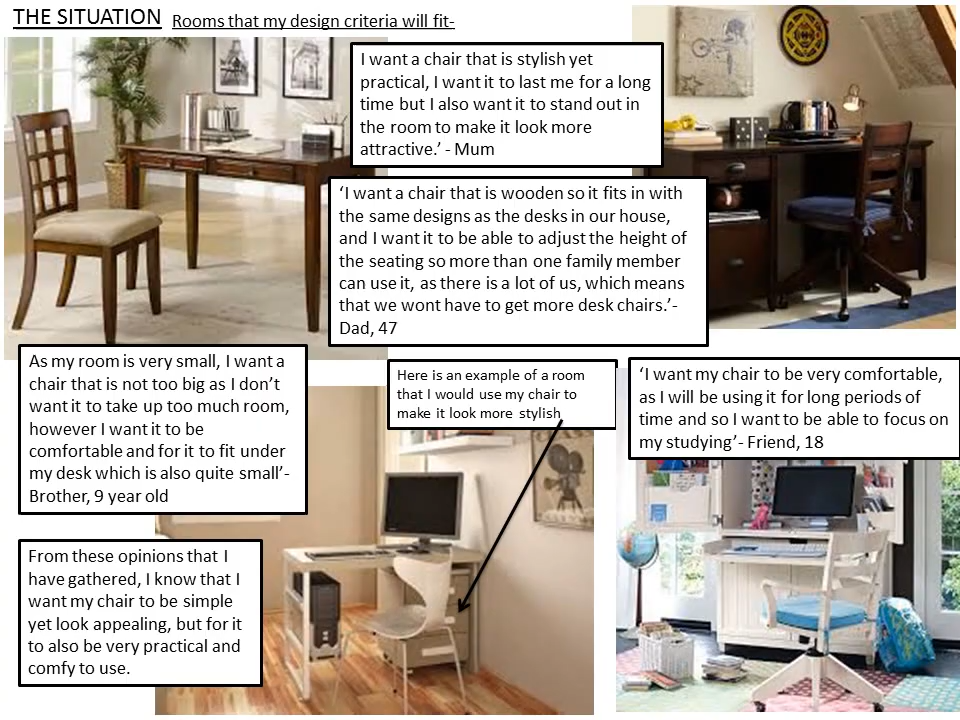 THE SITUATION Rooms that my design criteria will fit-
I want a chair that is stylish yet
practical, I want it to last me for a long
time but I also want it to stand out in
the room to make it look more
attractive.’ - Mum
‘I want a chair that is wooden so it fits in with
the same designs as the desks in our house,
and I want it to be able to adjust the height of
the seating so more than one family member
can use it, as there is a lot of us, which means
that we wont have to get more desk chairs.’-
Dad, 47
As my room is very small, I want a
chair that is not too big as I don’t
want it to take up too much room,
however I want it to be
comfortable and for it to fit under
my desk which is also quite small’-
Brother, 9 year old
Here is an example of a room
that I would use my chair to
make it look more stylish
‘I want my chair to be very comfortable,
as I will be using it for long periods of
time and so I want to be able to focus on
my studying’- Friend, 18
From these opinions that I
have gathered, I know that I
want my chair to be simple
yet look appealing, but for it
to also be very practical and
comfy to use.